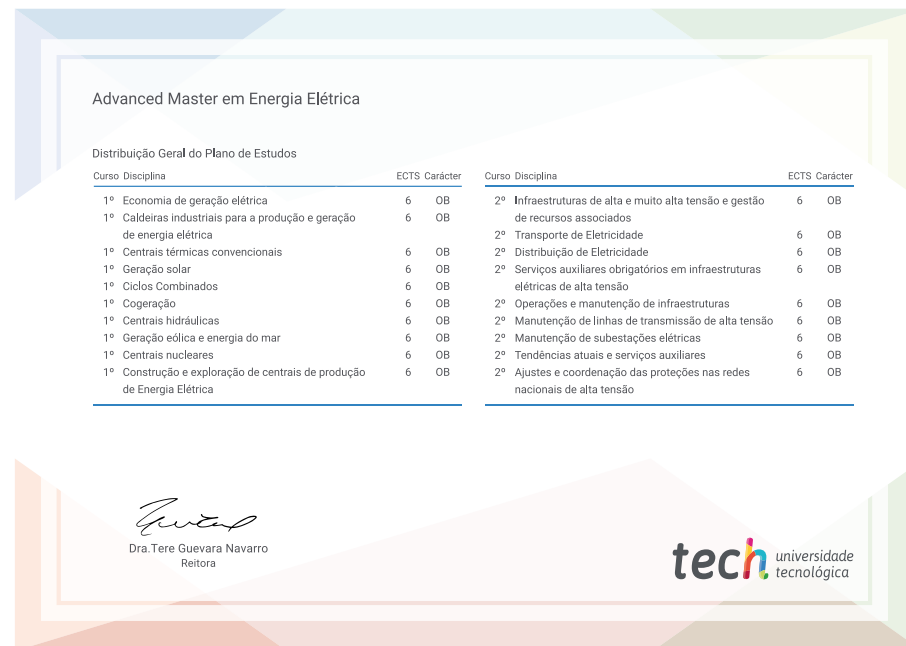 Advanced Master em Energia Elétrica
Distribuição Geral do Plano de Estudos
Curso Disciplina ECTS Carácter
1º Economia de geração elétrica 6 OB
1º Caldeiras industriais para a produção e geração 6 OB
de energia elétrica
1º Centrais térmicas convencionais 6 OB
1º Geração solar 6 OB
1º Ciclos Combinados 6 OB
1º Cogeração 6 OB
1º Centrais hidráulicas 6 OB
1º Geração eólica e energia do mar 6 OB
1º Centrais nucleares 6 OB
1º Construção e exploração de centrais de produção 6 OB
de Energia Elétrica
Curso Disciplina ECTS Carácter
2º Infraestruturas de alta e muito alta tensão e gestão 6 OB
de recursos associados
2º Transporte de Eletricidade 6 OB
2º Distribuição de Eletricidade 6 OB
2º Serviços auxiliares obrigatórios em infraestruturas 6 OB
elétricas de alta tensão
2º Operações e manutenção de infraestruturas 6 OB
2º Manutenção de linhas de transmissão de alta tensão 6 OB
2º Manutenção de subestações elétricas 6 OB
2º Tendências atuais e serviços auxiliares 6 OB
2º Ajustes e coordenação das proteções nas redes 6 OB
nacionais de alta tensão
Dra.Tere Guevara Navarro
Reitora
tech universidade
tecnológica